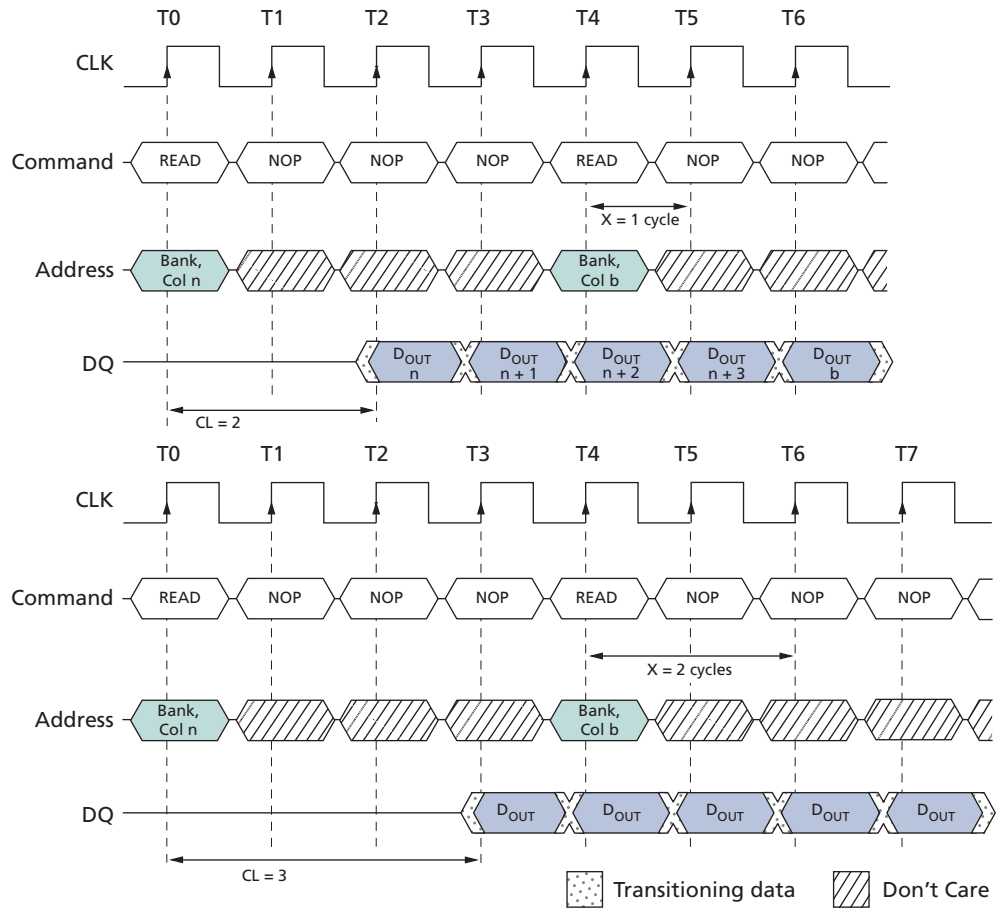 T0 T1 T2 T3 T4 T5 T6
CLK
Command READ NOP NOP NOP READ NOP NOP
X = 1 cycle
Address Bank, Col n Bank, Col b
DQ DOUT n DOUT n + 1 DOUT n + 2 DOUT n + 3 DOUT b
CL = 2
T0 T1 T2 T3 T4 T5 T6 T7
CLK
Command READ NOP NOP NOP READ NOP NOP NOP
X = 2 cycles
Address Bank, Col n Bank, Col b
DQ DOUT DOUT DOUT DOUT DOUT
CL = 3
Transitioning data Don't Care